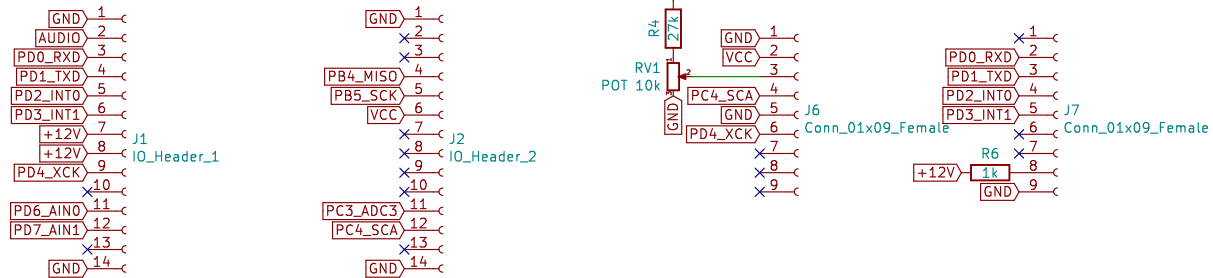 GND 1
AUDIO 2
PD0_RXD 3
PD1_TXD 4
PD2_INT0 5
PD3_INT1 6
+12V 7
+12V 8
PD4_XCK 9
10
PD6_AIN0 11
PD7_AIN1 12
13
GND 14
J1
IO_Header_1
GND 1
2
3
PB4_MISO 4
PB5_SCK 5
VCC 6
7
8
9
10
PC3_ADC3 11
PC4_SCA 12
13
GND 14
J2
IO_Header_2
R4
27k
RV1
POT 10k
1
2
3
GND
GND 1
VCC 2
3
PC4_SCA 4
GND 5
PD4_XCK 6
7
8
9
J6
Conn_01x09_Female
1
PD0_RXD 2
PD1_TXD 3
PD2_INT0 4
PD3_INT1 5
6
7
R6
+12V 1k 8
GND 9
J7
Conn_01x09_Female